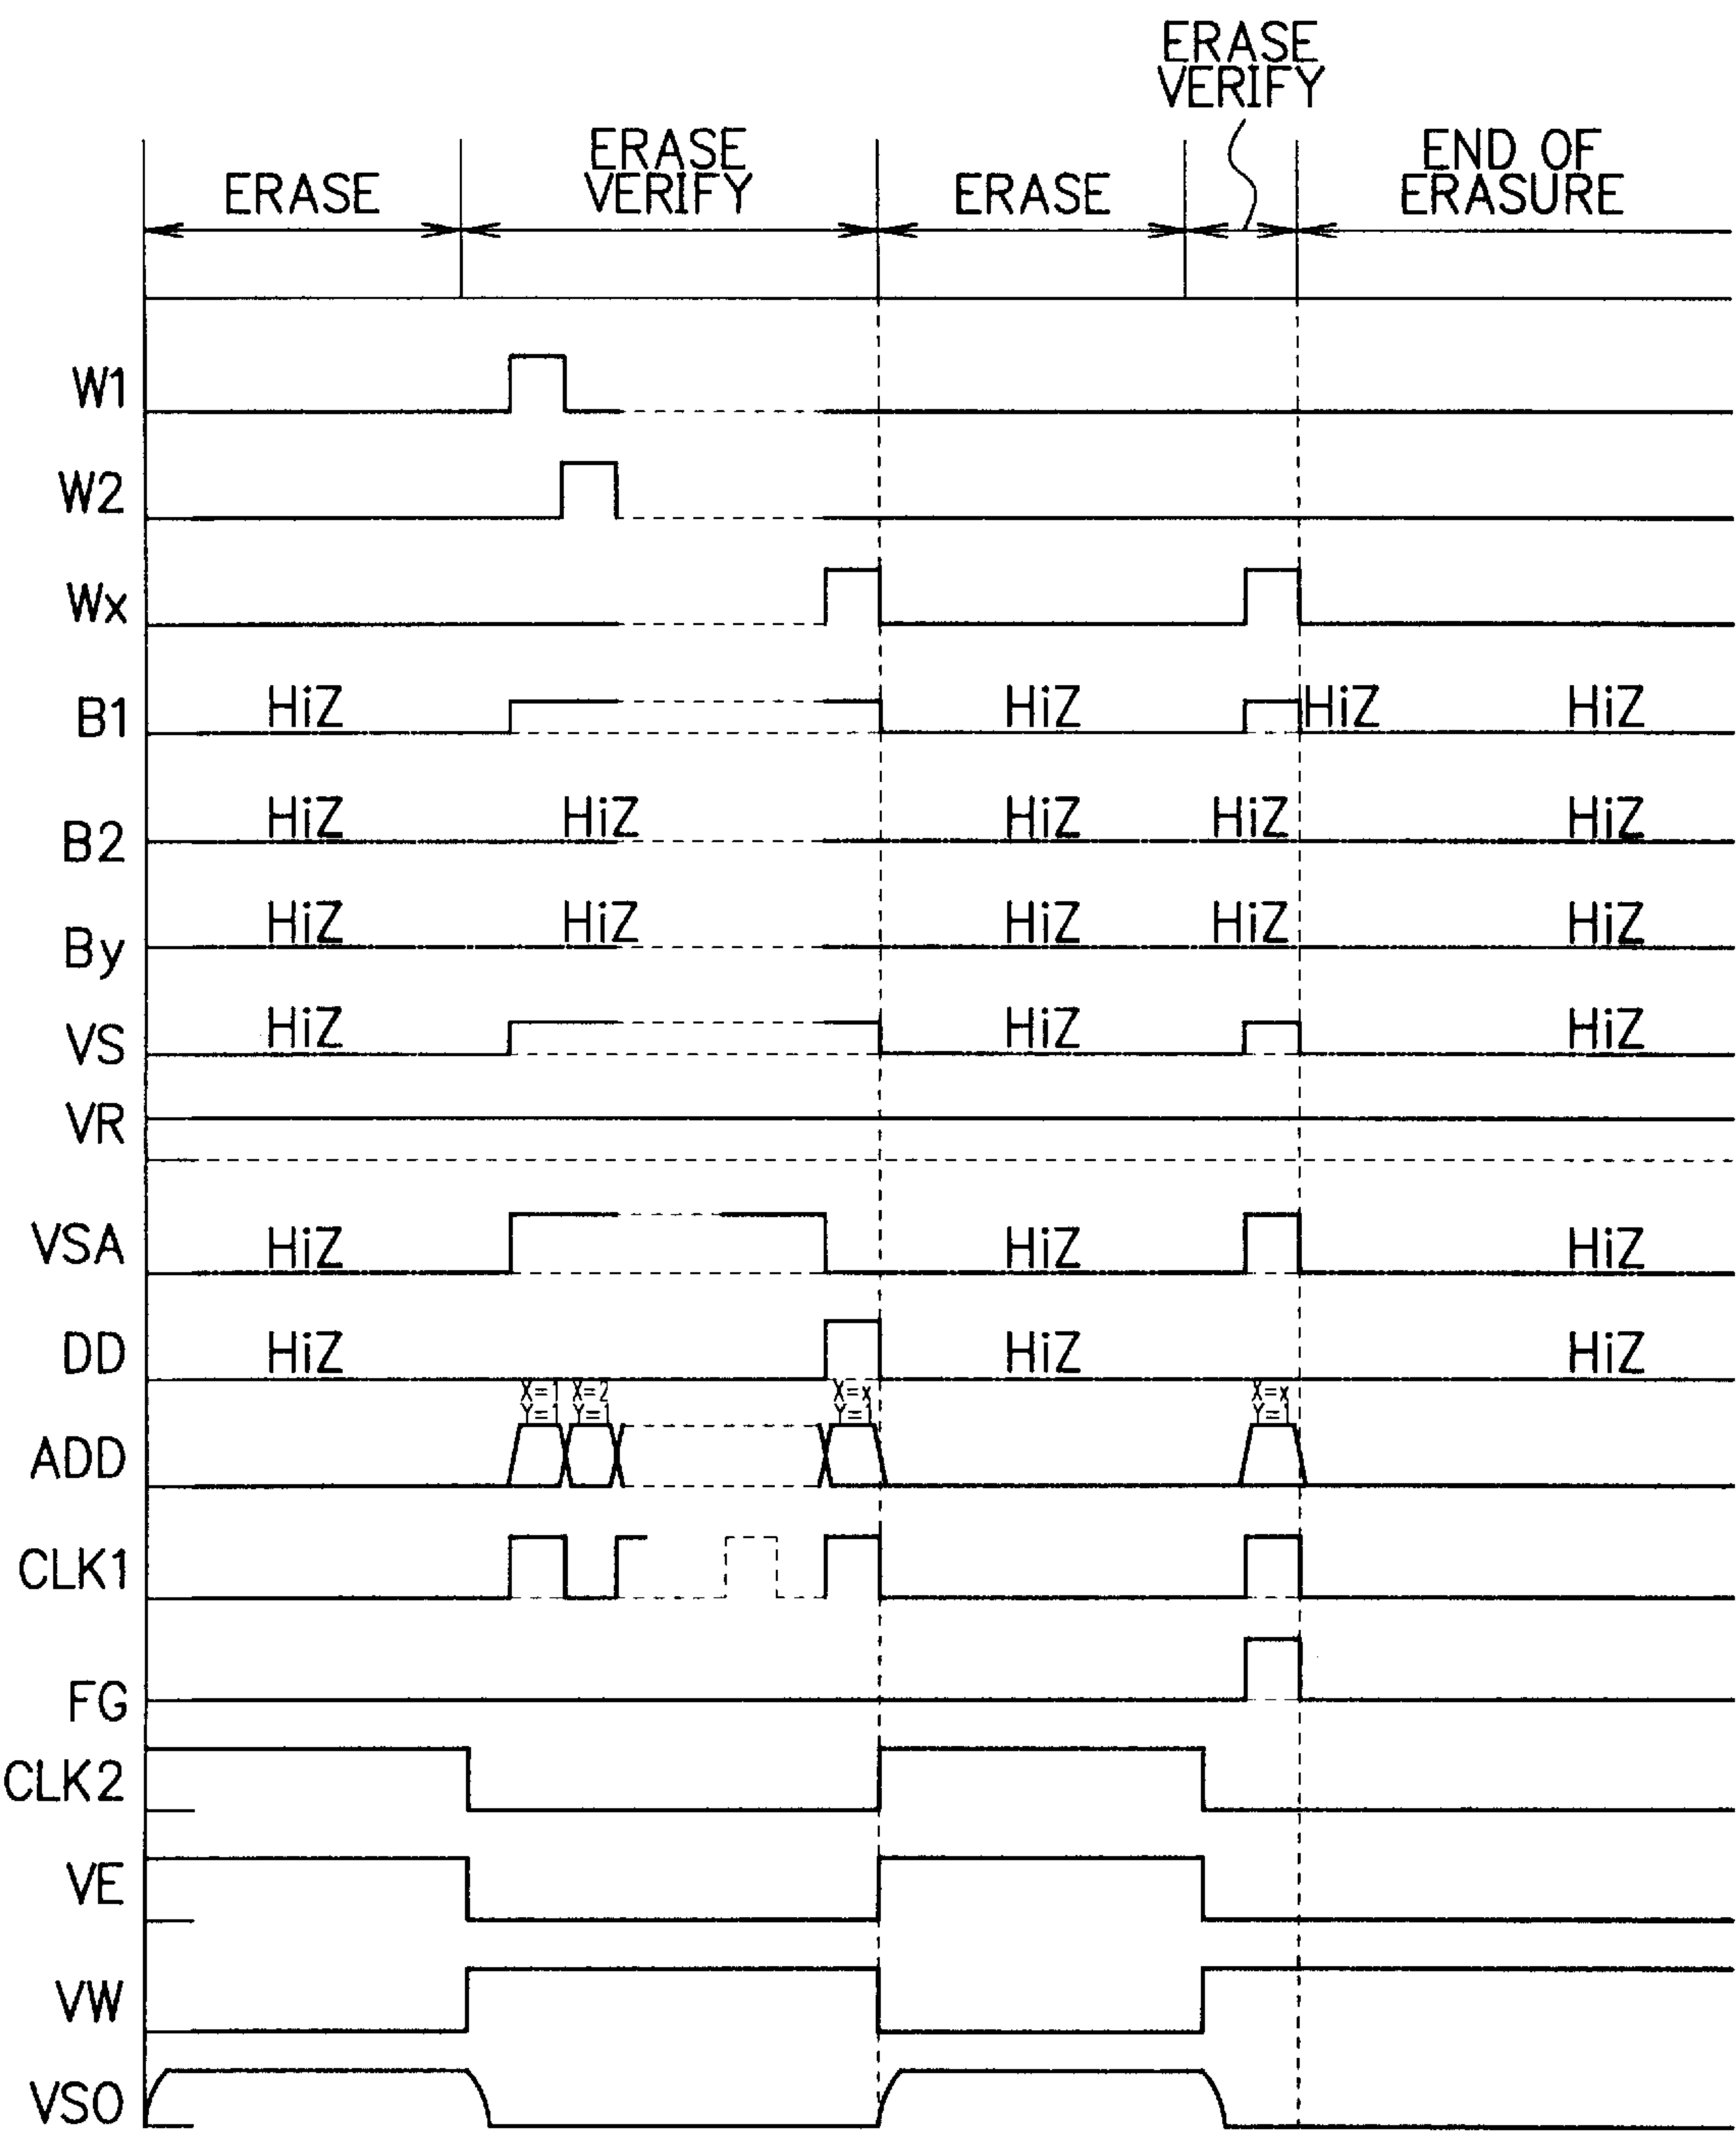 ERASE
VERIFY
ERASE
ERASE
VERIFY
ERASE
END OF
ERASURE
W1
W2
Wx
B1 HiZ HiZ HiZ HiZ
B2 HiZ HiZ HiZ HiZ HiZ
By HiZ HiZ HiZ HiZ HiZ
VS HiZ HiZ HiZ
VR
VSA HiZ HiZ HiZ
DD HiZ HiZ HiZ
X=1 X=2 X=x X=x
Y=1 Y=1 Y=1 Y=1
ADD
CLK1
FG
CLK2
VE
VW
VSO